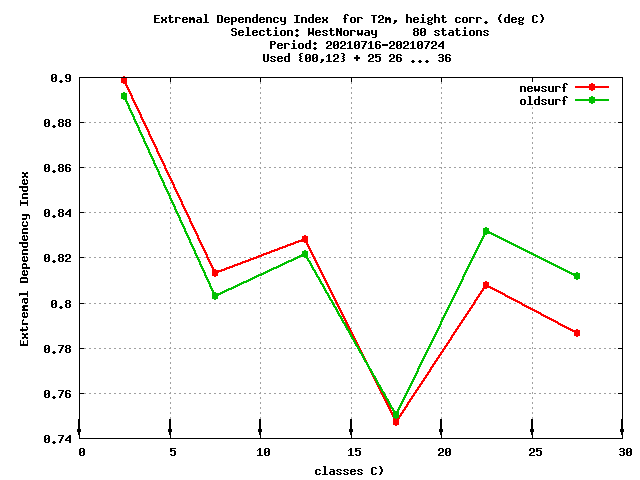 Extremal Dependency Index  for T2m, height corr. (deg C)
Selection: WestNorway     80 stations
Period: 20210716-20210724
Used {00,12} + 25 26 ... 36
newsurf
oldsurf
Extremal Dependency Index
0.9
0.88
0.86
0.84
0.82
0.8
0.78
0.76
0.74
0 5 10 15 20 25 30
classes C)